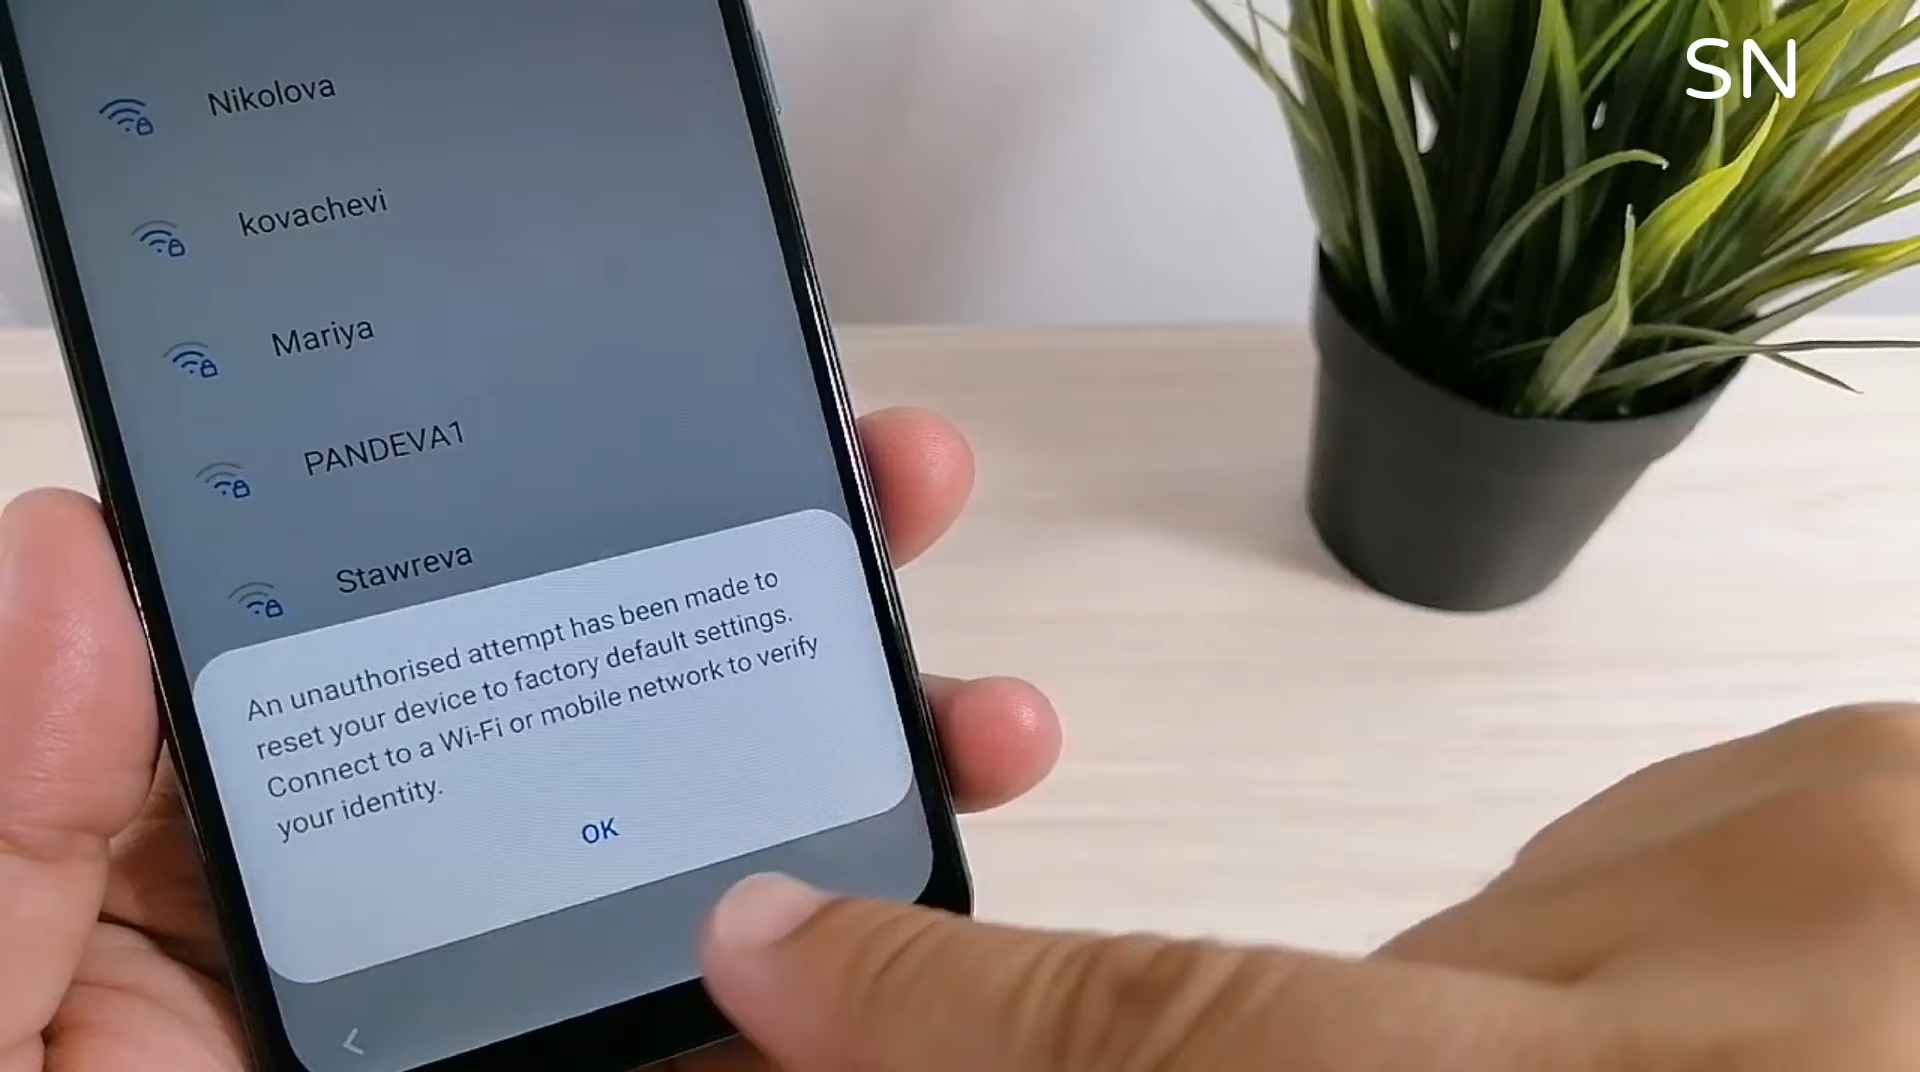 SN
Nikolova
kovachevi
Mariya
PANDEVA1
Stawreva
An unauthorised attempt has been made to
reset your device to factory default settings.
Connect to a Wi-Fi or mobile network to verify
your identity.
OK